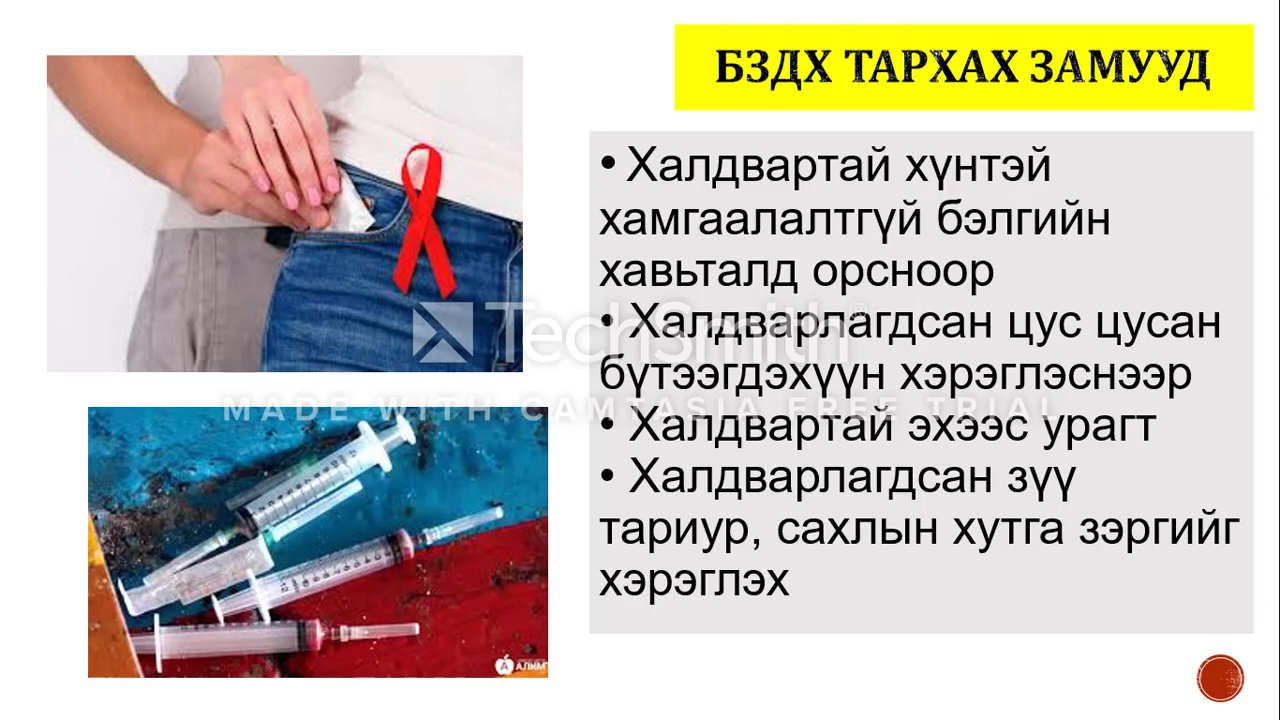 БЗДХ ТАРХАХ ЗАМУУД
• Халдвартай хүнтэй
хамгаалалтгүй бэлгийн
хавьталд орсноор
• Халдварлагдсан цус цусан
бүтээгдэхүүн хэрэглэснээр
• Халдвартай эхээс урагт
• Халдварлагдсан зүү
тариур, сахлын хутга зэргийг
хэрэглэх
TechSmith®
MADE WITH CAMTASIA FREE TRIAL